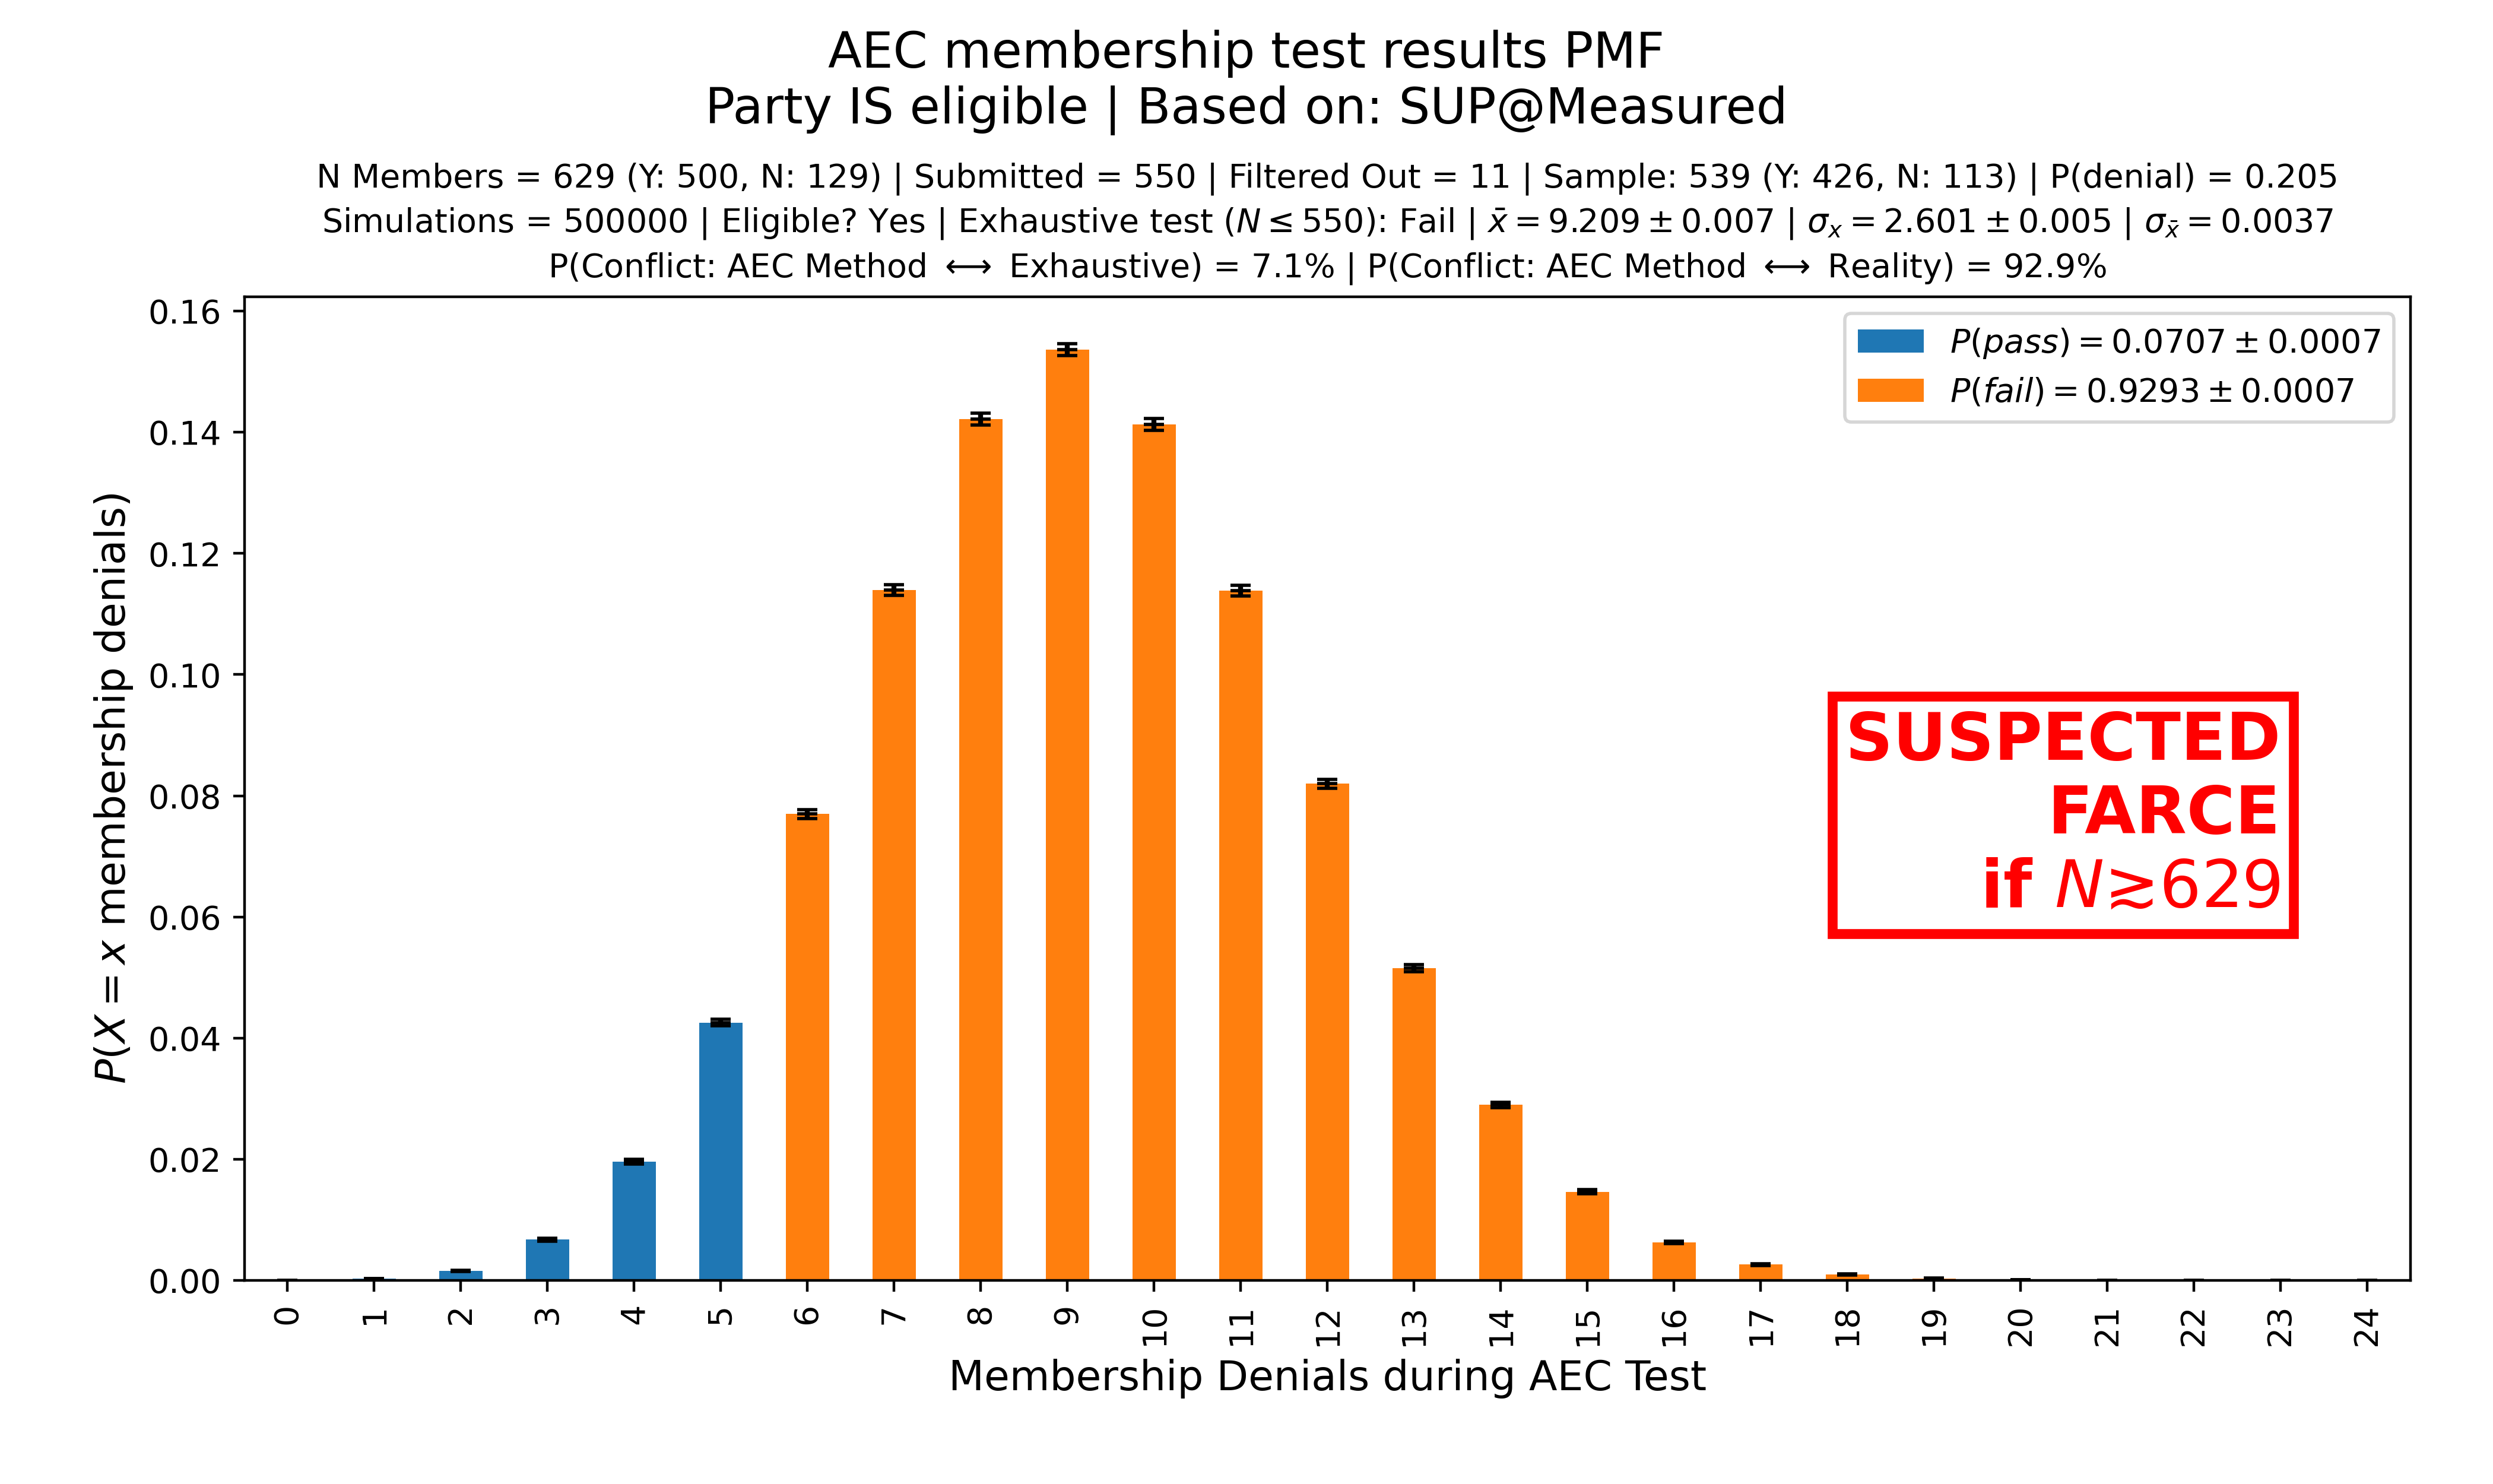 AEC membership test results PMF
Party IS eligible | Based on: SUP@Measured
N Members = 629 (Y: 500, N: 129) | Submitted = 550 | Filtered Out = 11 | Sample: 539 (Y: 426, N: 113) | P(denial) = 0.205
Simulations = 500000 | Eligible? Yes | Exhaustive test (N ≤ 550): Fail | x̄ = 9.209 ± 0.007 | σₓ = 2.601 ± 0.005 | σ_x̄ = 0.0037
P(Conflict: AEC Method ⟷ Exhaustive) = 7.1% | P(Conflict: AEC Method ⟷ Reality) = 92.9%
P(pass) = 0.0707 ± 0.0007
P(fail) = 0.9293 ± 0.0007
P(X = x membership denials)
0.16
0.14
0.12
0.10
0.08
0.06
0.04
0.02
0.00
SUSPECTED
FARCE
if N⪆629
0 1 2 3 4 5 6 7 8 9 10 11 12 13 14 15 16 17 18 19 20 21 22 23 24
Membership Denials during AEC Test